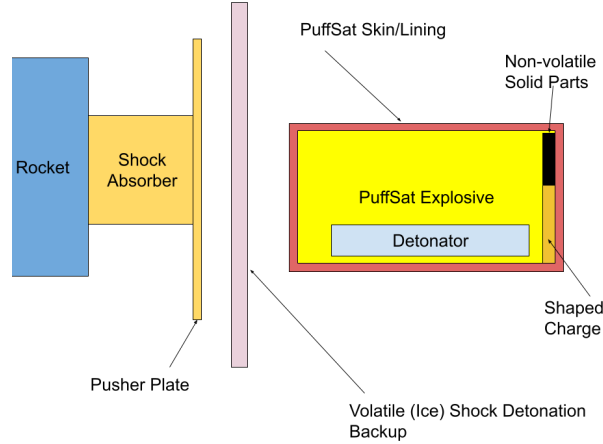 PuffSat Skin/Lining
Non-volatile
Solid Parts
Rocket
Shock
Absorber
PuffSat Explosive
Detonator
Shaped
Charge
Pusher Plate
Volatile (Ice) Shock Detonation
Backup